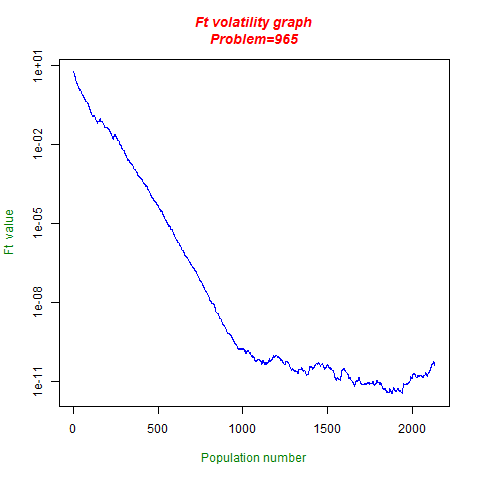 Ft volatility graph
Problem=965
1e+01
1e-02
1e-05
1e-08
1e-11
Ft value
0
500
1000
1500
2000
Population number